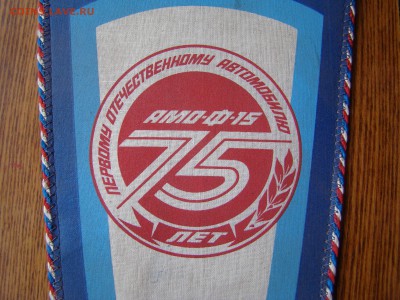 ПЕРВОМУ ОТЕЧЕСТВЕННОМУ АВТОМОБИЛЮ
АМО-Ф-15
75
ЛЕТ